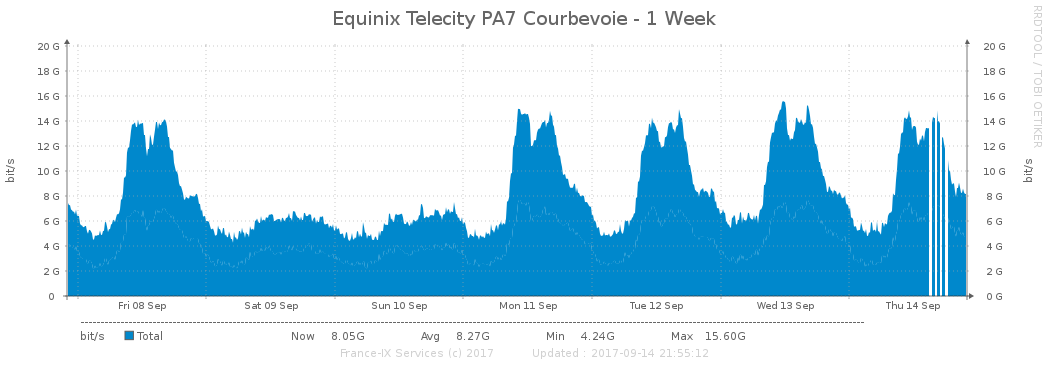 Equinix Telecity PA7 Courbevoie - 1 Week
RRDTOOL / TOBI OETIKER
20 G 20 G
18 G 18 G
16 G 16 G
14 G 14 G
12 G 12 G
10 G 10 G
8 G 8 G
6 G 6 G
4 G 4 G
2 G 2 G
0 0 G
bit/s bit/s
Fri 08 Sep Sat 09 Sep Sun 10 Sep Mon 11 Sep Tue 12 Sep Wed 13 Sep Thu 14 Sep
bit/s Total Now 8.05G Avg 8.27G Min 4.24G Max 15.60G
France-IX Services (c) 2017 Updated : 2017-09-14 21:55:12